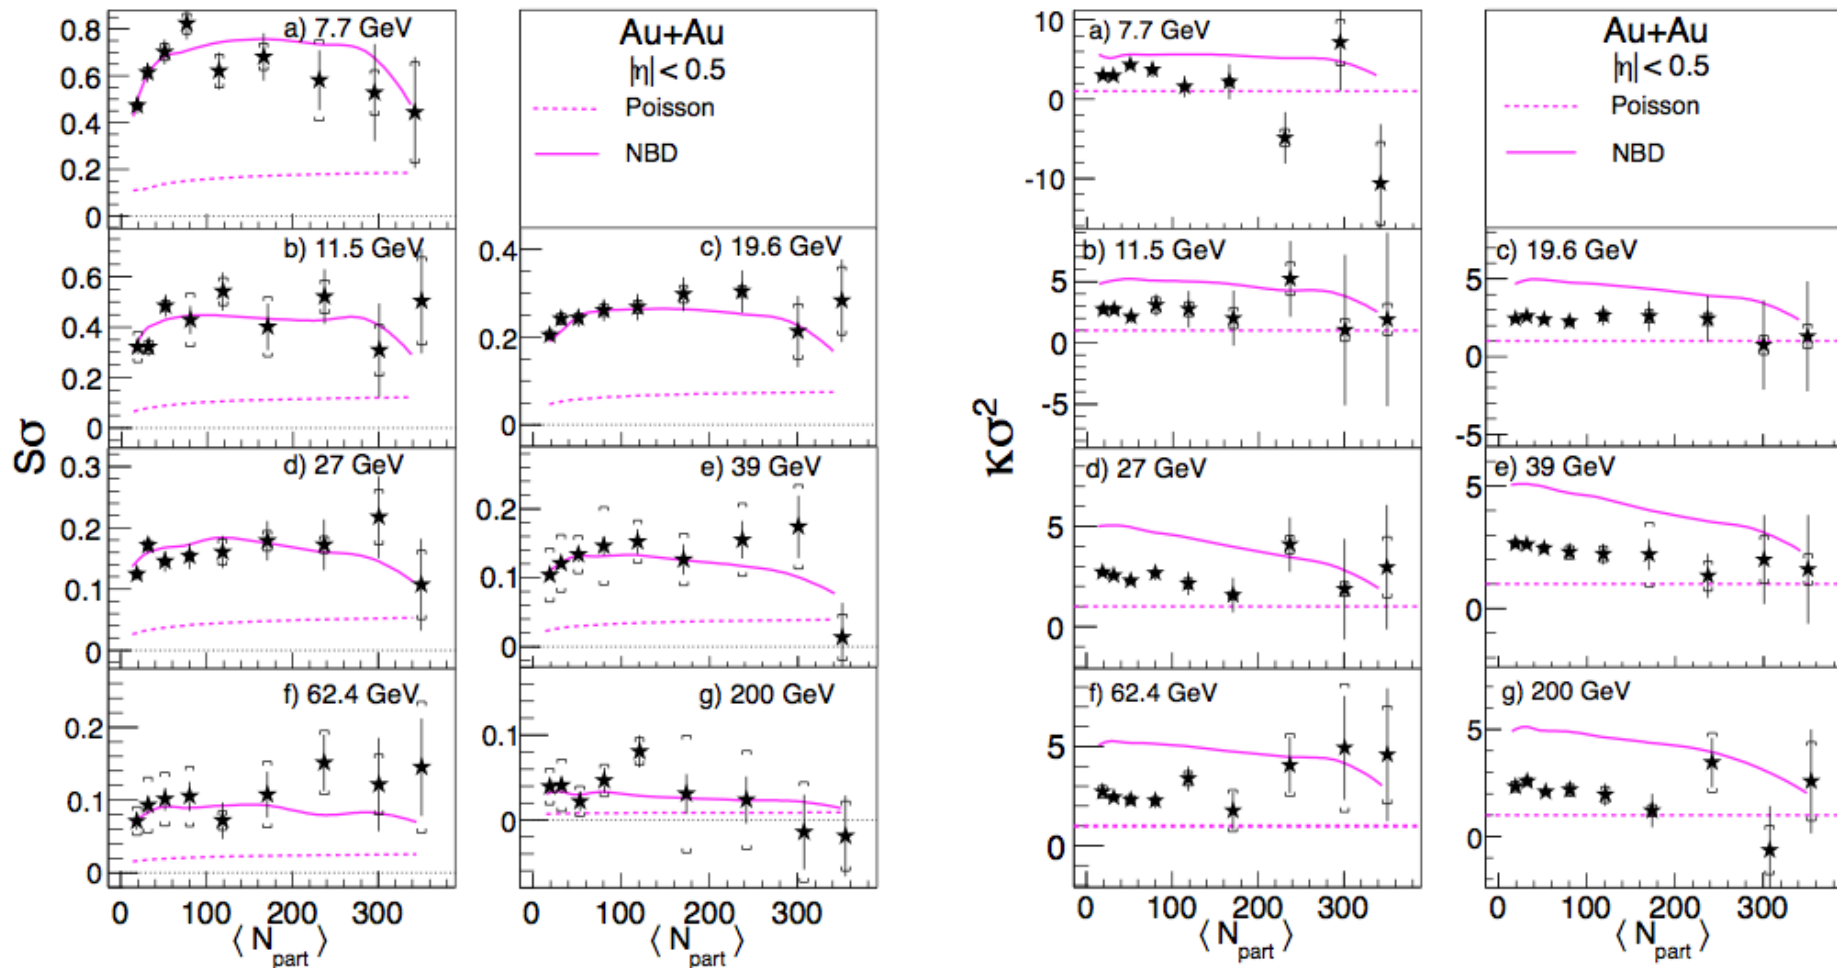 a) 7.7 GeV
0.8
0.6
0.4
0.2
0
Au+Au
|η| < 0.5
Poisson
NBD
b) 11.5 GeV
0.6
0.4
0.2
0
c) 19.6 GeV
0.4
0.2
0
d) 27 GeV
0.3
0.2
0.1
0
e) 39 GeV
0.2
0.1
0
f) 62.4 GeV
0.2
0.1
0
g) 200 GeV
0.1
0
Sσ
0 100 200 300
0 100 200 300
⟨ N_part ⟩
⟨ N_part ⟩
a) 7.7 GeV
10
0
-10
Au+Au
|η| < 0.5
Poisson
NBD
b) 11.5 GeV
5
0
-5
c) 19.6 GeV
5
0
-5
d) 27 GeV
5
0
e) 39 GeV
5
0
f) 62.4 GeV
5
0
g) 200 GeV
5
0
κσ²
0 100 200 300
0 100 200 300
⟨ N_part ⟩
⟨ N_part ⟩